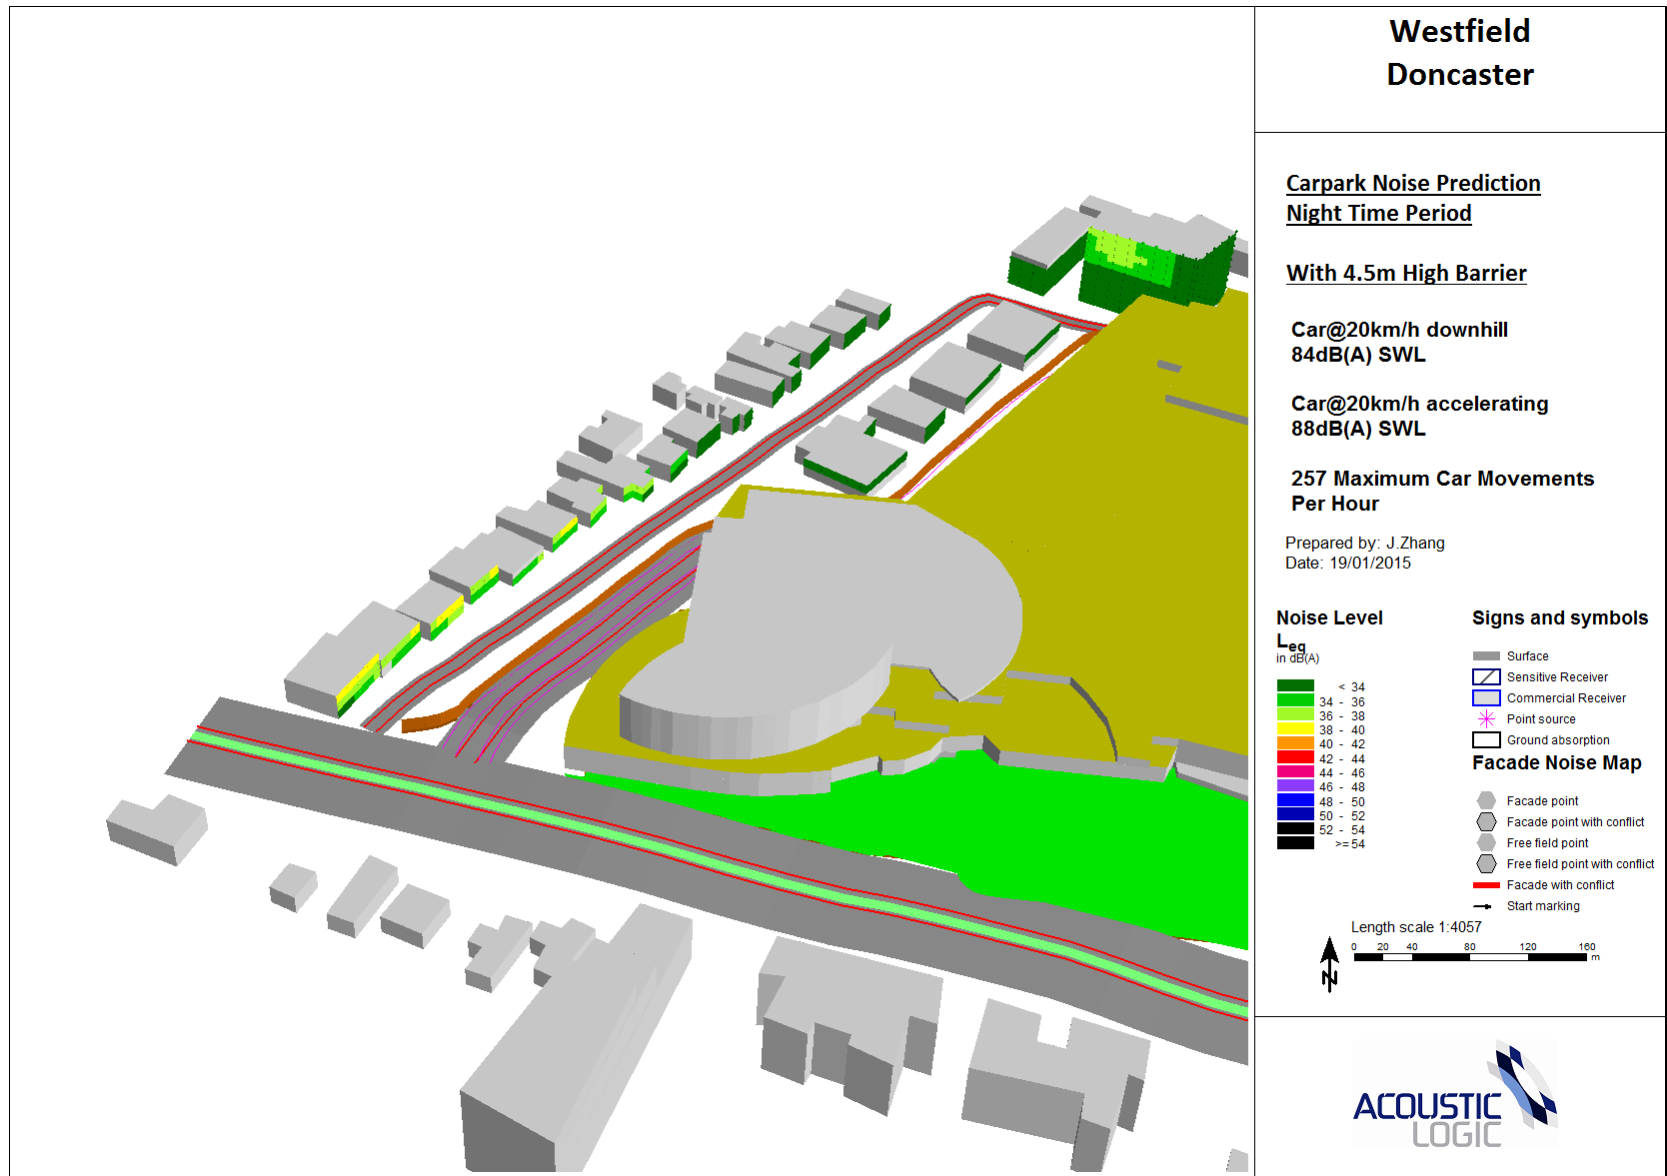 Westfield
Doncaster
Carpark Noise Prediction
Night Time Period
With 4.5m High Barrier
Car@20km/h downhill
84dB(A) SWL
Car@20km/h accelerating
88dB(A) SWL
257 Maximum Car Movements
Per Hour
Prepared by: J.Zhang
Date: 19/01/2015
Noise Level
Leq
in dB(A)
< 34
34 - 36
36 - 38
38 - 40
40 - 42
42 - 44
44 - 46
46 - 48
48 - 50
50 - 52
52 - 54
>= 54
Signs and symbols
Surface
Sensitive Receiver
Commercial Receiver
Point source
Ground absorption
Facade Noise Map
Facade point
Facade point with conflict
Free field point
Free field point with conflict
Facade with conflict
Start marking
Length scale 1:4057
0 20 40 80 120 160
m
N
ACOUSTIC
LOGIC